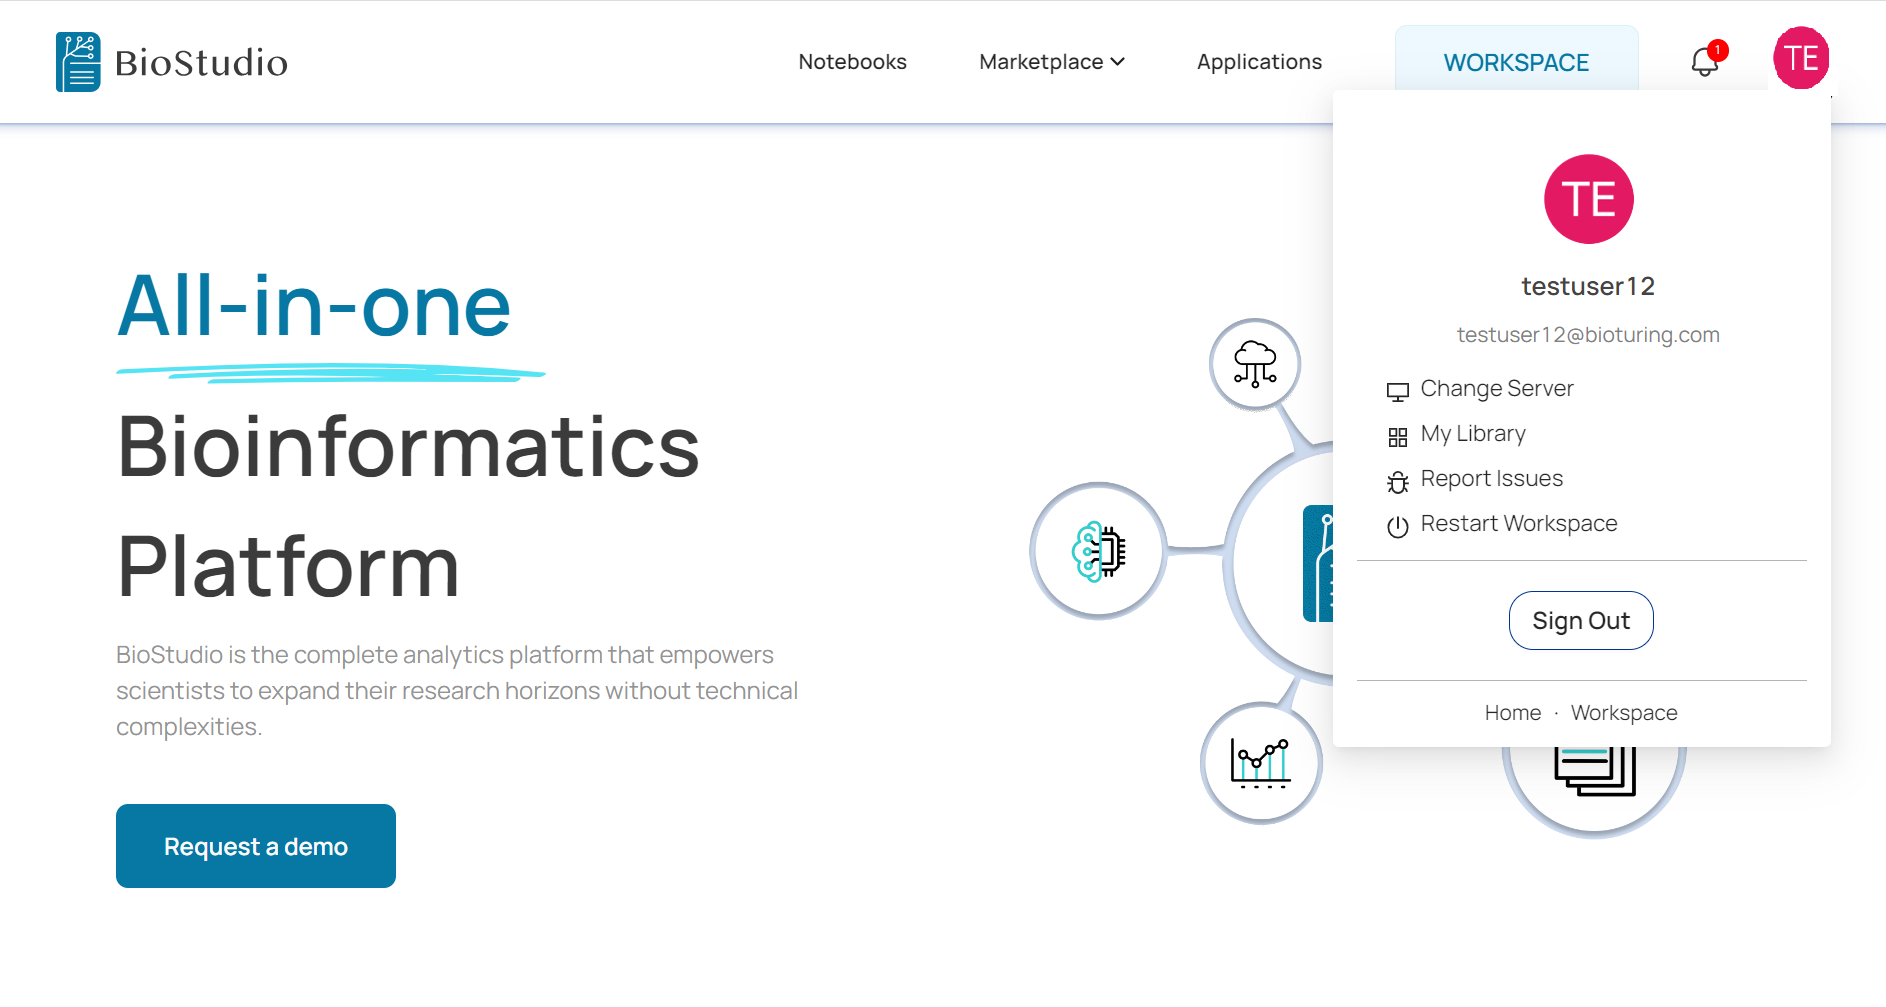 BioStudio
Notebooks
Marketplace
Applications
WORKSPACE
1
TE
TE
testuser12
testuser12@bioturing.com
Change Server
My Library
Report Issues
Restart Workspace
Sign Out
Home · Workspace
All-in-one
Bioinformatics
Platform
BioStudio is the complete analytics platform that empowers
scientists to expand their research horizons without technical
complexities.
Request a demo